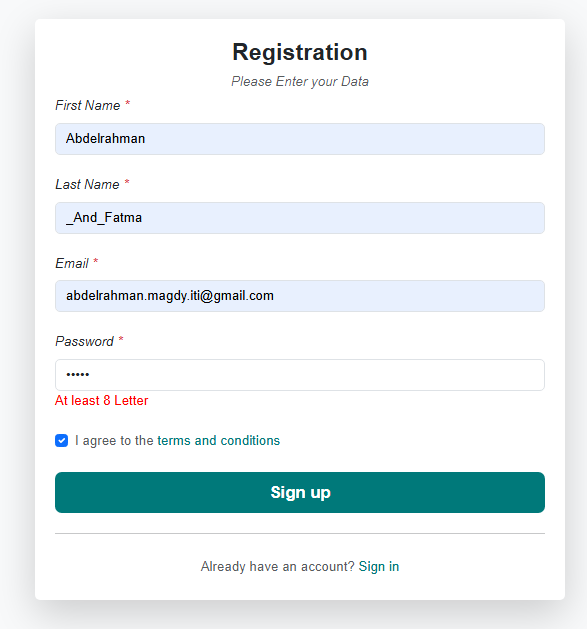 Registration
Please Enter your Data
First Name *
Abdelrahman
Last Name *
_And_Fatma
Email *
abdelrahman.magdy.iti@gmail.com
Password *
•••••
At least 8 Letter
I agree to the terms and conditions
Sign up
Already have an account? Sign in